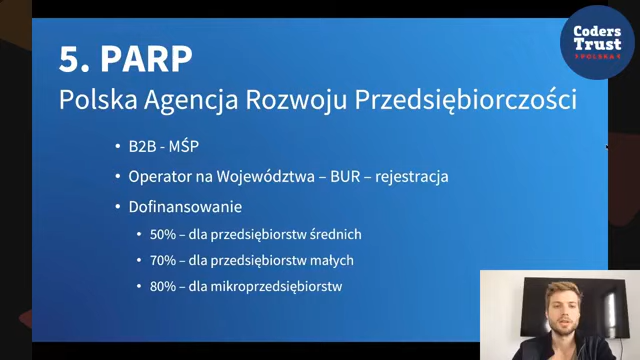 5. PARP
Polska Agencja Rozwoju Przedsiębiorczości
• B2B - MŚP
• Operator na Województwa – BUR – rejestracja
• Dofinansowanie
• 50% – dla przedsiębiorstw średnich
• 70% – dla przedsiębiorstw małych
• 80% – dla mikroprzedsiębiorstw
Coders
Trust
POLSKA